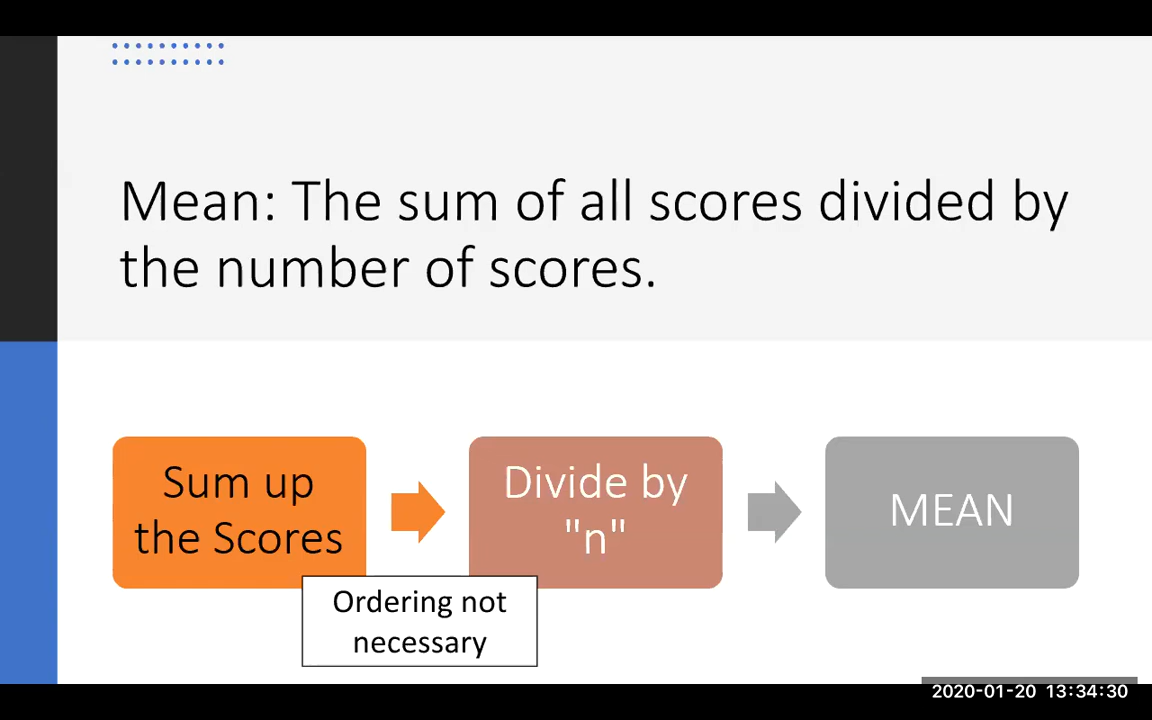 Mean: The sum of all scores divided by
the number of scores.
Sum up
the Scores
Divide by
"n"
MEAN
Ordering not
necessary
2020-01-20 13:34:30